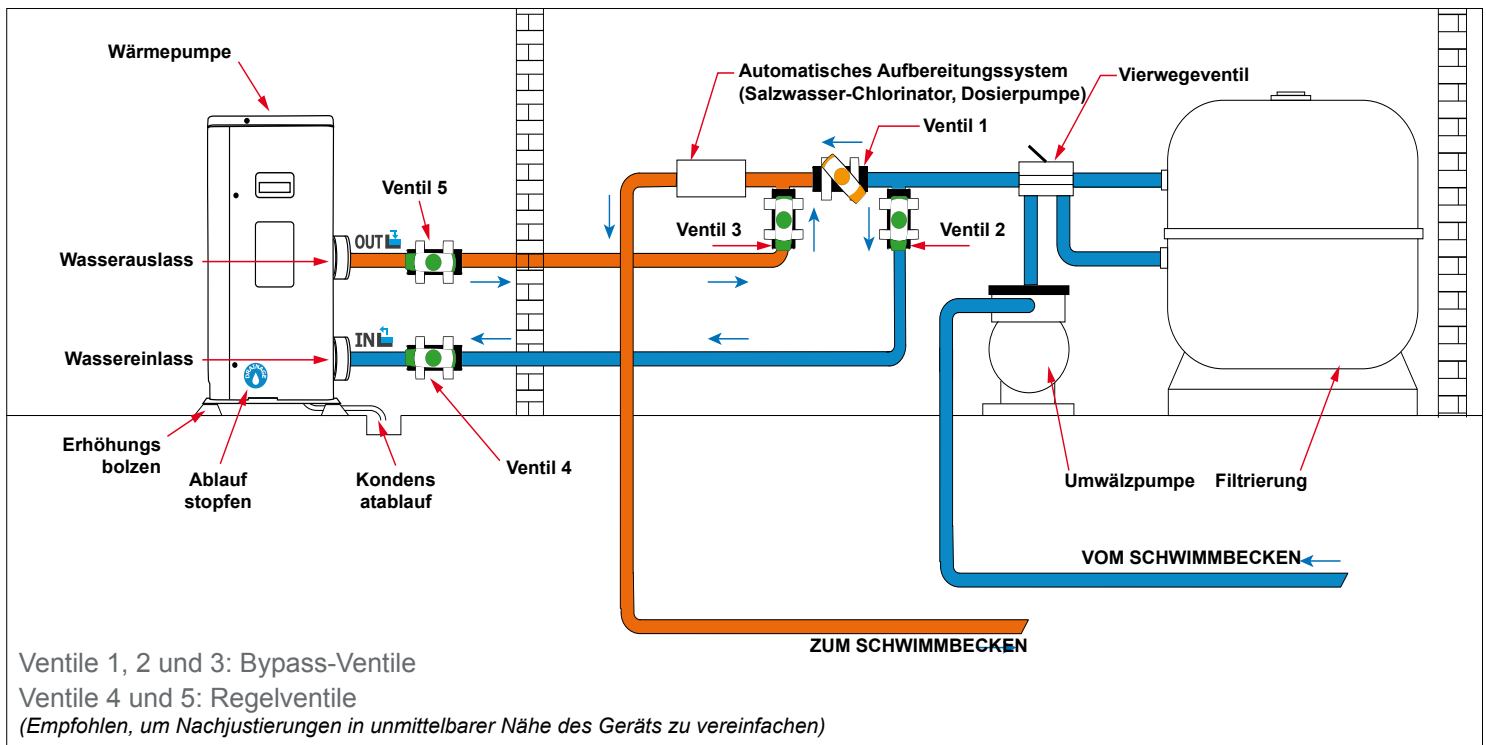 Wärmepumpe
Automatisches Aufbereitungssystem
(Salzwasser-Chlorinator, Dosierpumpe)
Vierwegeventil
Ventil 1
Ventil 5
Ventil 3
Ventil 2
OUT
Wasserauslass
IN
Wassereinlass
DRAINAGE
Erhöhungs
bolzen
Ablauf
stopfen
Kondens
atablauf
Ventil 4
Umwälzpumpe
Filtrierung
VOM SCHWIMMBECKEN
ZUM SCHWIMMBECKEN
Ventile 1, 2 und 3: Bypass-Ventile
Ventile 4 und 5: Regelventile
(Empfohlen, um Nachjustierungen in unmittelbarer Nähe des Geräts zu vereinfachen)